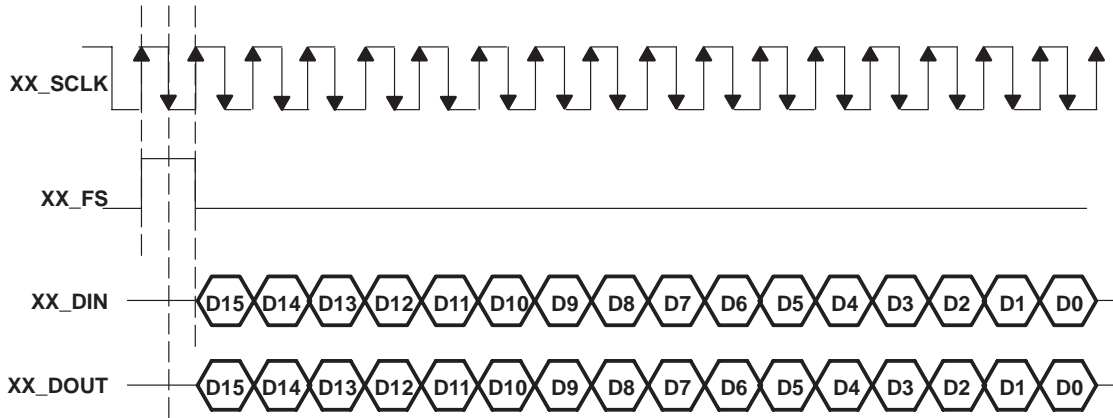 XX_SCLK
XX_FS
XX_DIN D15 D14 D13 D12 D11 D10 D9 D8 D7 D6 D5 D4 D3 D2 D1 D0
XX_DOUT D15 D14 D13 D12 D11 D10 D9 D8 D7 D6 D5 D4 D3 D2 D1 D0